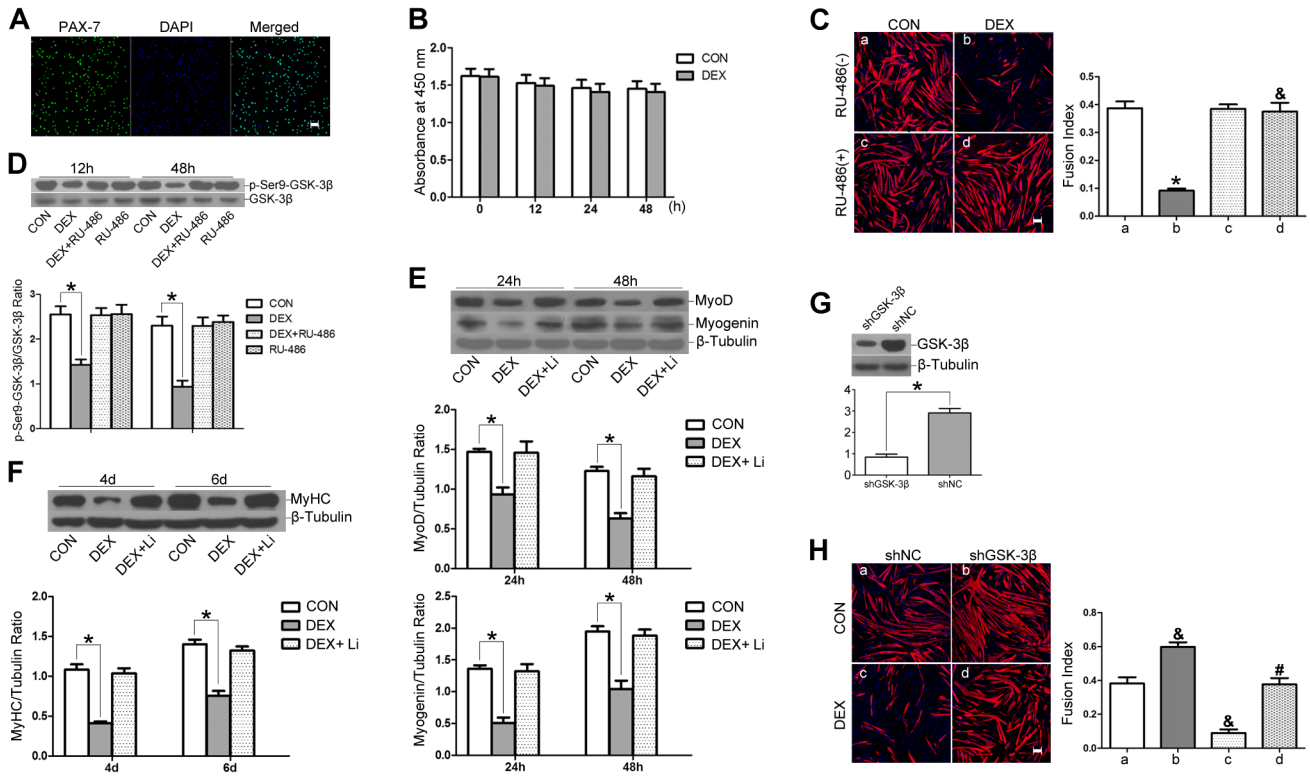 A
PAX-7 DAPI Merged
B
Absorbance at 450 nm
2.0
1.5
1.0
0.5
0.0
0 12 24 48 (h)
CON
DEX
C
CON DEX
RU-486(-)
RU-486(+)
a b
c d
Fusion Index
0.5
0.4
0.3
0.2
0.1
0.0
* &
a b c d
D
12h 48h
p-Ser9-GSK-3β
GSK-3β
CON DEX DEX+RU-486 RU-486 CON DEX DEX+RU-486 RU-486
p-Ser9-GSK-3β/GSK-3β Ratio
3
2
1
0
* *
CON
DEX
DEX+RU-486
RU-486
E
24h 48h
MyoD
Myogenin
β-Tubulin
CON DEX DEX+Li CON DEX DEX+Li
MyoD/Tubulin Ratio
2.0
1.5
1.0
0.5
0.0
* *
24h 48h
CON
DEX
DEX+ Li
Myogenin/Tubulin Ratio
2.5
2.0
1.5
1.0
0.5
0.0
* *
24h 48h
CON
DEX
DEX+ Li
F
4d 6d
MyHC
β-Tubulin
CON DEX DEX+Li CON DEX DEX+Li
MyHC/Tubulin Ratio
2.0
1.5
1.0
0.5
0.0
* *
4d 6d
CON
DEX
DEX+ Li
G
shGSK-3β shNC
GSK-3β
β-Tubulin
4
3
2
1
0
*
shGSK-3β shNC
H
shNC shGSK-3β
CON
DEX
a b
c d
Fusion Index
0.8
0.6
0.4
0.2
0.0
& & #
a b c d